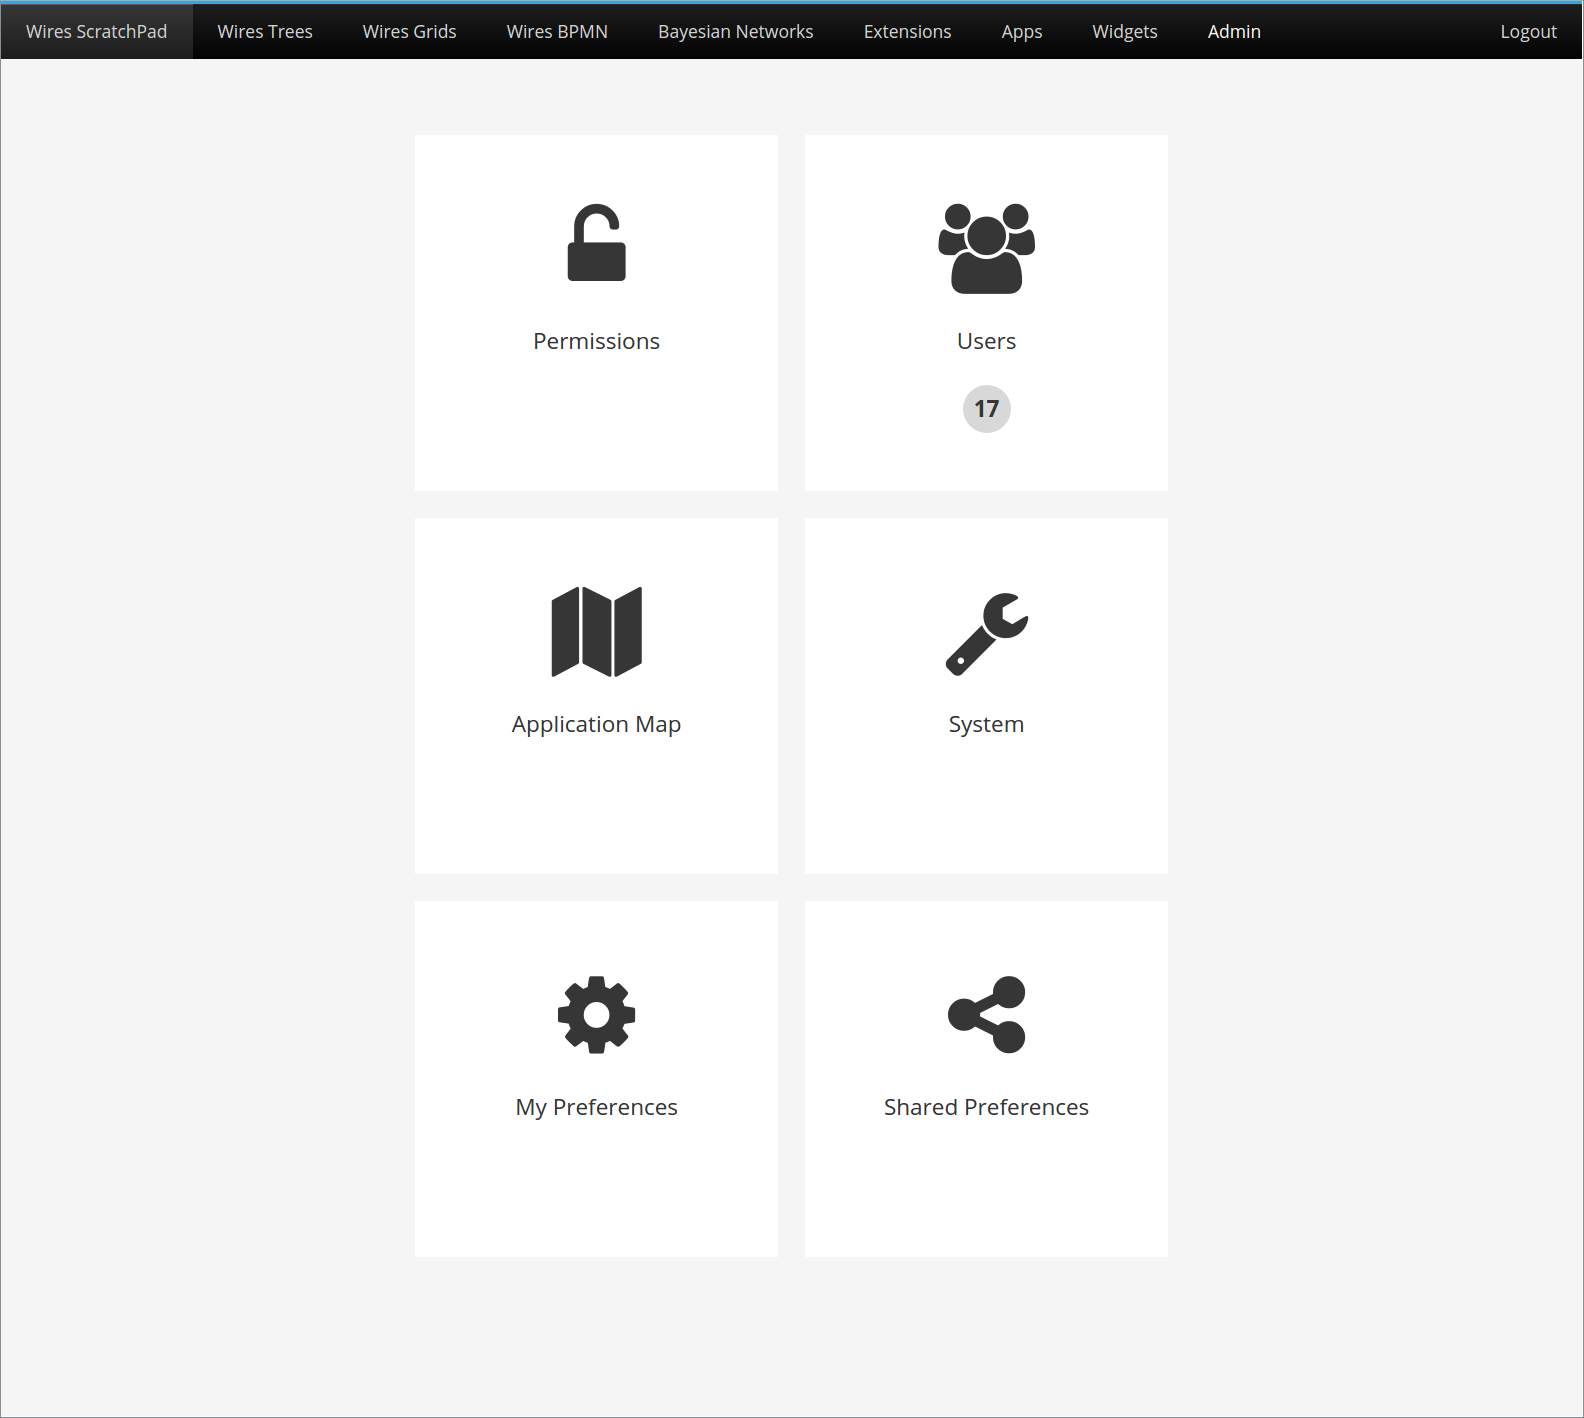 Wires ScratchPad Wires Trees Wires Grids Wires BPMN Bayesian Networks Extensions Apps Widgets Admin Logout
Permissions Users
17
Application Map System
My Preferences Shared Preferences